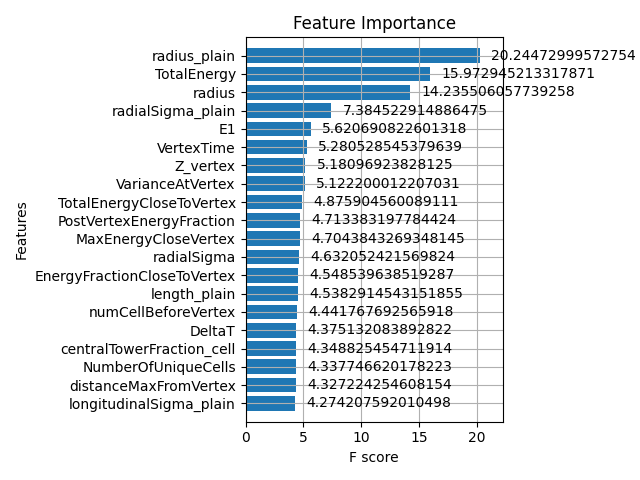 Feature Importance
radius_plain 20.24472999572754
TotalEnergy 15.972945213317871
radius 14.235506057739258
radialSigma_plain 7.384522914886475
E1 5.620690822601318
VertexTime 5.280528545379639
Z_vertex 5.18096923828125
VarianceAtVertex 5.122200012207031
TotalEnergyCloseToVertex 4.875904560089111
PostVertexEnergyFraction 4.713383197784424
MaxEnergyCloseVertex 4.7043843269348145
radialSigma 4.632052421569824
EnergyFractionCloseToVertex 4.548539638519287
length_plain 4.5382914543151855
numCellBeforeVertex 4.441767692565918
DeltaT 4.375132083892822
centralTowerFraction_cell 4.348825454711914
NumberOfUniqueCells 4.337746620178223
distanceMaxFromVertex 4.327224254608154
longitudinalSigma_plain 4.274207592010498
Features
0 5 10 15 20
F score